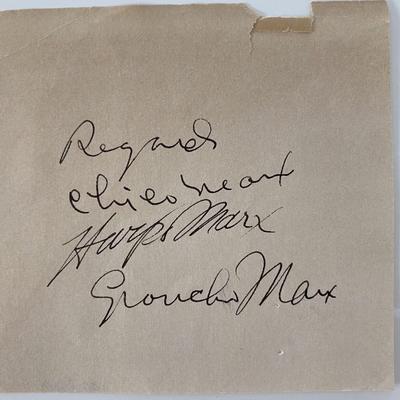 Regards
Chico Marx
Harpo Marx
Groucho Marx